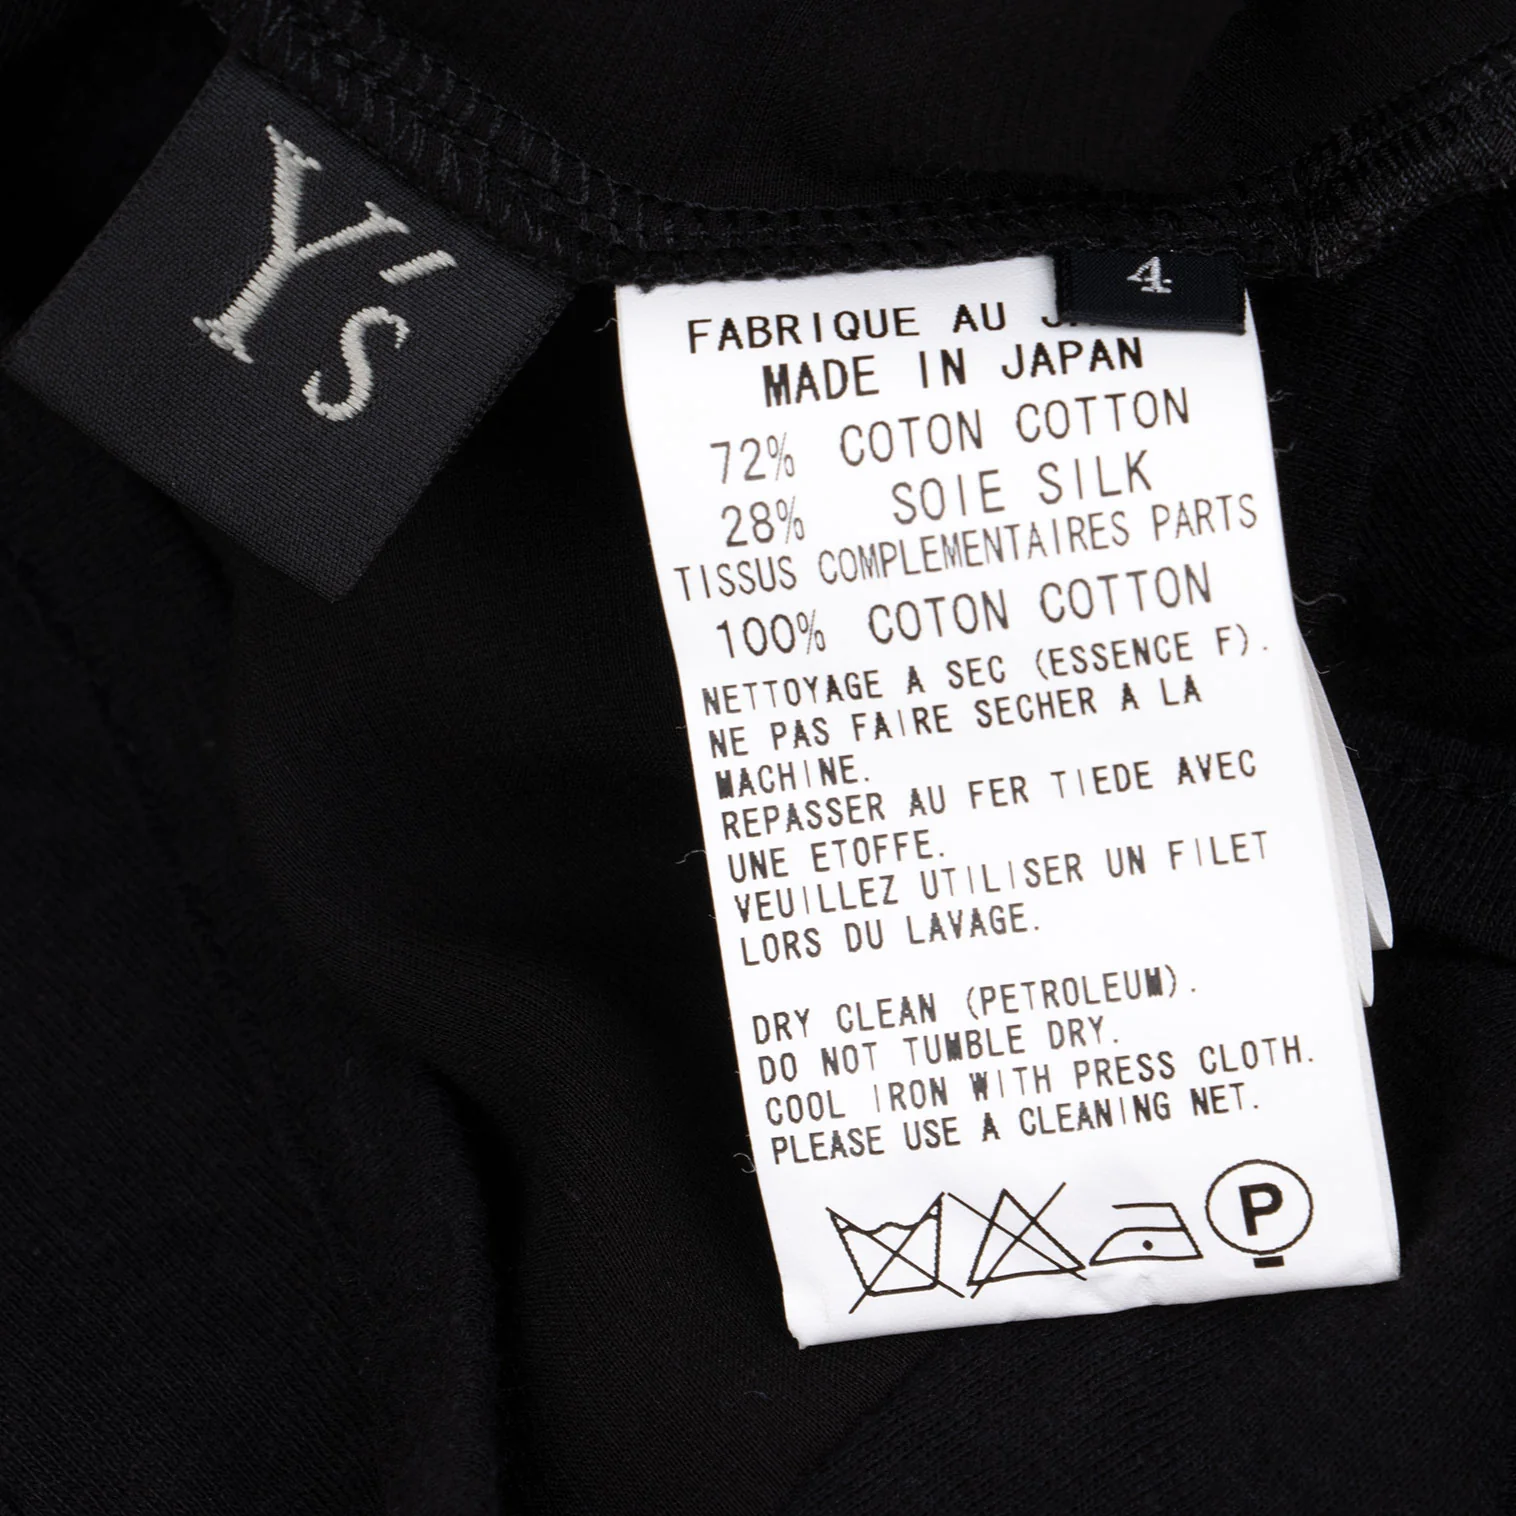 Y's
4
FABRIQUE AU
MADE IN JAPAN
72% COTON COTTON
28% SOIE SILK
TISSUS COMPLEMENTAIRES PARTS
100% COTON COTTON
NETTOYAGE A SEC (ESSENCE F).
NE PAS FAIRE SECHER A LA
MACHINE.
REPASSER AU FER TIEDE AVEC
UNE ETOFFE.
VEUILLEZ UTILISER UN FILET
LORS DU LAVAGE.
DRY CLEAN (PETROLEUM).
DO NOT TUMBLE DRY.
COOL IRON WITH PRESS CLOTH.
PLEASE USE A CLEANING NET.
P